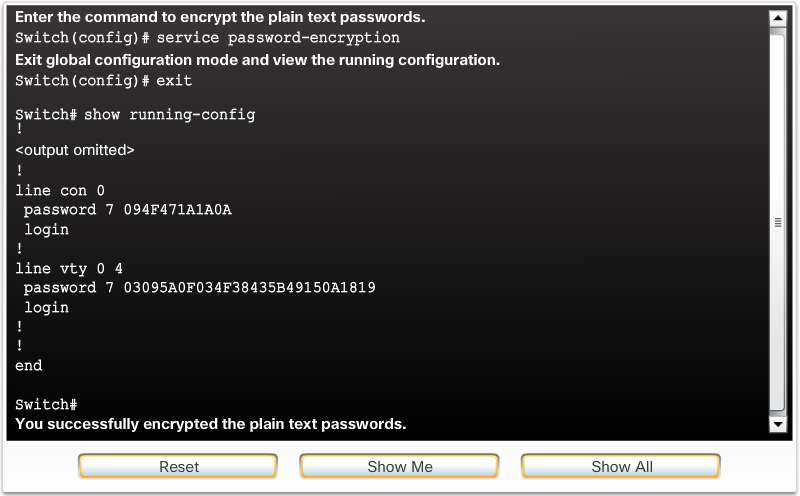 Enter the command to encrypt the plain text passwords.
Switch(config)# service password-encryption
Exit global configuration mode and view the running configuration.
Switch(config)# exit
Switch# show running-config
!
<output omitted>
!
line con 0
password 7 094F471A1A0A
login
!
line vty 0 4
password 7 03095A0F034F38435B49150A1819
login
!
!
end
Switch#
You successfully encrypted the plain text passwords.
Reset
Show Me
Show All